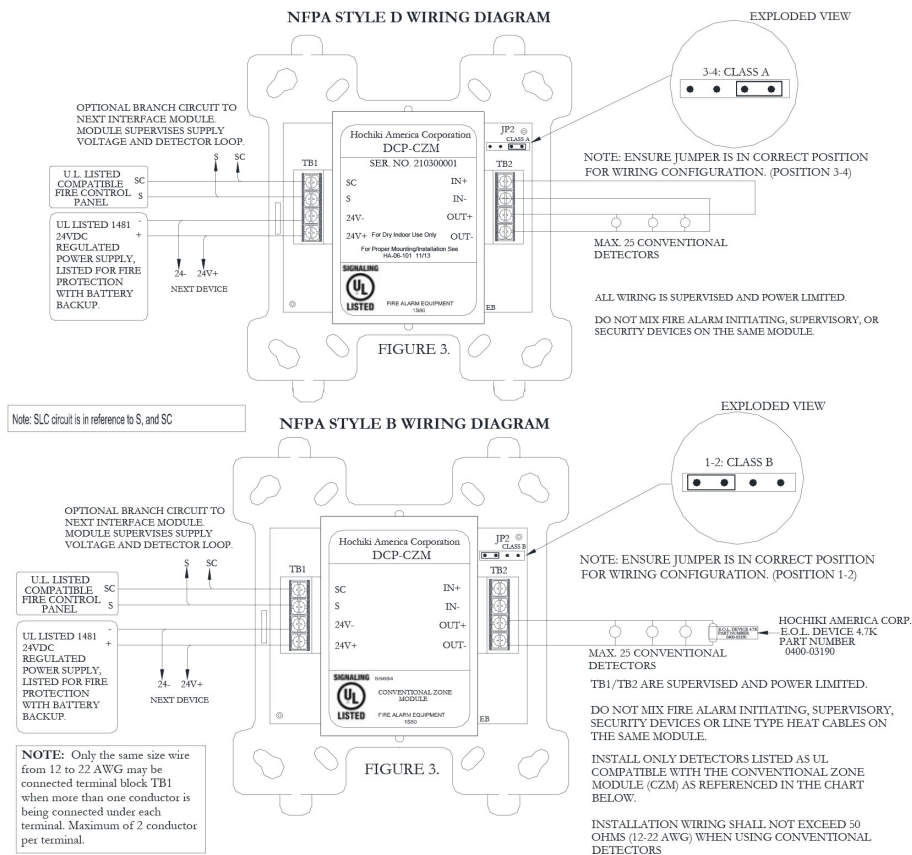 NFPA STYLE D WIRING DIAGRAM
EXPLODED VIEW
3-4: CLASS A
OPTIONAL BRANCH CIRCUIT TO
NEXT INTERFACE MODULE.
MODULE SUPERVISES SUPPLY
VOLTAGE AND DETECTOR LOOP.
S SC
U.L. LISTED
COMPATIBLE
FIRE CONTROL
PANEL
SC
S
UL LISTED 1481
24VDC
REGULATED
POWER SUPPLY,
LISTED FOR FIRE
PROTECTION
WITH BATTERY
BACKUP.
-
+
24- 24V+
NEXT DEVICE
TB1
Hochiki America Corporation
DCP-CZM
SER. NO. 210300001
SC IN+
S IN-
24V- OUT+
24V+ For Dry Indoor Use Only OUT-
For Proper Mounting/Installation See
HA-06-101 11/13
SIGNALING
UL
LISTED
FIRE ALARM EQUIPMENT
1S80
JP2
CLASS A
TB2
EB
NOTE: ENSURE JUMPER IS IN CORRECT POSITION
FOR WIRING CONFIGURATION. (POSITION 3-4)
MAX. 25 CONVENTIONAL
DETECTORS
ALL WIRING IS SUPERVISED AND POWER LIMITED.
DO NOT MIX FIRE ALARM INITIATING, SUPERVISORY, OR
SECURITY DEVICES ON THE SAME MODULE.
FIGURE 3.
Note: SLC circuit is in reference to S, and SC
NFPA STYLE B WIRING DIAGRAM
EXPLODED VIEW
1-2: CLASS B
OPTIONAL BRANCH CIRCUIT TO
NEXT INTERFACE MODULE.
MODULE SUPERVISES SUPPLY
VOLTAGE AND DETECTOR LOOP.
S SC
U.L. LISTED
COMPATIBLE
FIRE CONTROL
PANEL
SC
S
UL LISTED 1481
24VDC
REGULATED
POWER SUPPLY,
LISTED FOR FIRE
PROTECTION
WITH BATTERY
BACKUP.
-
+
24- 24V+
NEXT DEVICE
TB1
Hochiki America Corporation
DCP-CZM
SC IN+
S IN-
24V- OUT+
24V+ OUT-
SIGNALING S5694
UL
LISTED
CONVENTIONAL ZONE
MODULE
FIRE ALARM EQUIPMENT
1S80
JP2
CLASS B
TB2
EB
NOTE: ENSURE JUMPER IS IN CORRECT POSITION
FOR WIRING CONFIGURATION. (POSITION 1-2)
E.O.L. DEVICE 4.7K
PART NUMBER
0400-03190
HOCHIKI AMERICA CORP.
E.O.L. DEVICE 4.7K
PART NUMBER
0400-03190
MAX. 25 CONVENTIONAL
DETECTORS
TB1/TB2 ARE SUPERVISED AND POWER LIMITED.
DO NOT MIX FIRE ALARM INITIATING, SUPERVISORY,
SECURITY DEVICES OR LINE TYPE HEAT CABLES ON
THE SAME MODULE.
INSTALL ONLY DETECTORS LISTED AS UL
COMPATIBLE WITH THE CONVENTIONAL ZONE
MODULE (CZM) AS REFERENCED IN THE CHART
BELOW.
INSTALLATION WIRING SHALL NOT EXCEED 50
OHMS (12-22 AWG) WHEN USING CONVENTIONAL
DETECTORS
FIGURE 3.
NOTE: Only the same size wire
from 12 to 22 AWG may be
connected terminal block TB1
when more than one conductor is
being connected under each
terminal. Maximum of 2 conductor
per terminal.